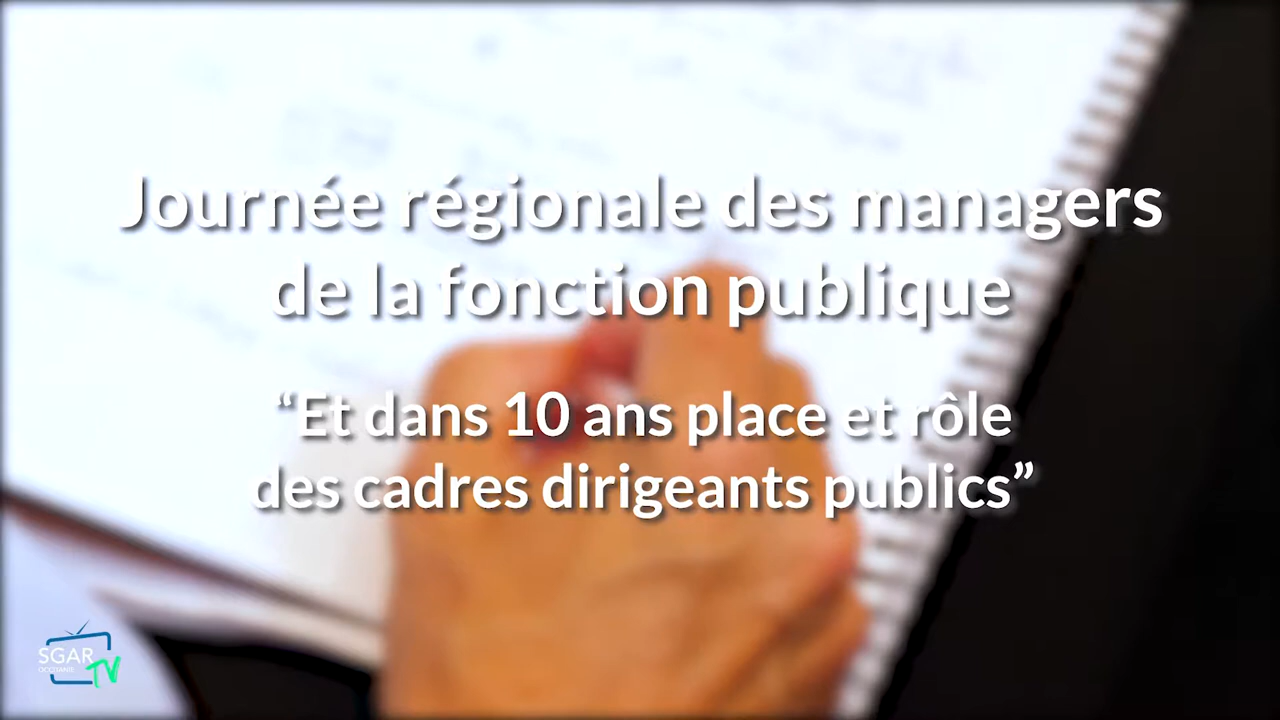 Journée régionale des managers
de la fonction publique
“Et dans 10 ans place et rôle
des cadres dirigeants publics”
SGAR
OCCITANIE
TV